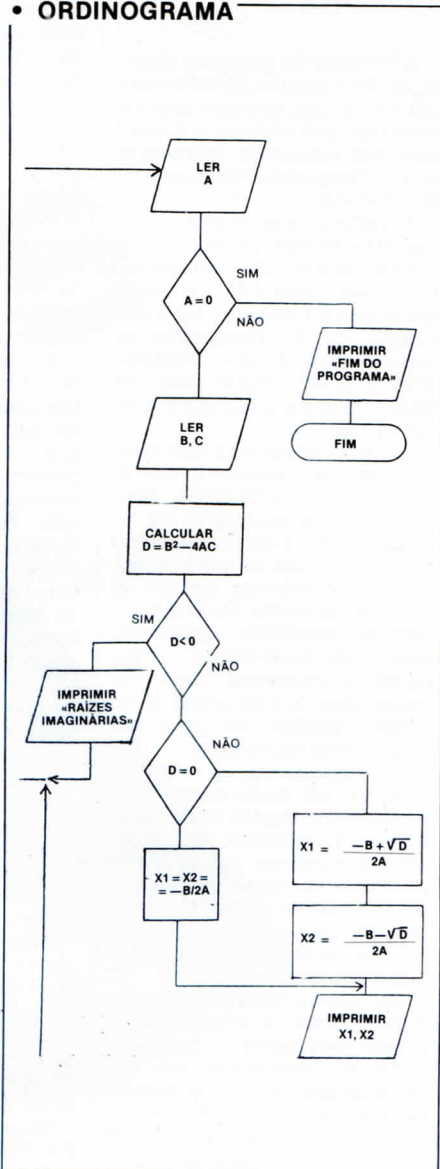 • ORDINOGRAMA
LER
A
SIM
A = 0
NÃO
IMPRIMIR
«FIM DO
PROGRAMA»
FIM
LER
B, C
CALCULAR
D = B² — 4AC
SIM
D < 0
NÃO
IMPRIMIR
«RAÍZES
IMAGINÁRIAS»
NÃO
D = 0
X1 = X2 =
= —B/2A
X1 = —B + √D
2A
X2 = —B — √D
2A
IMPRIMIR
X1, X2